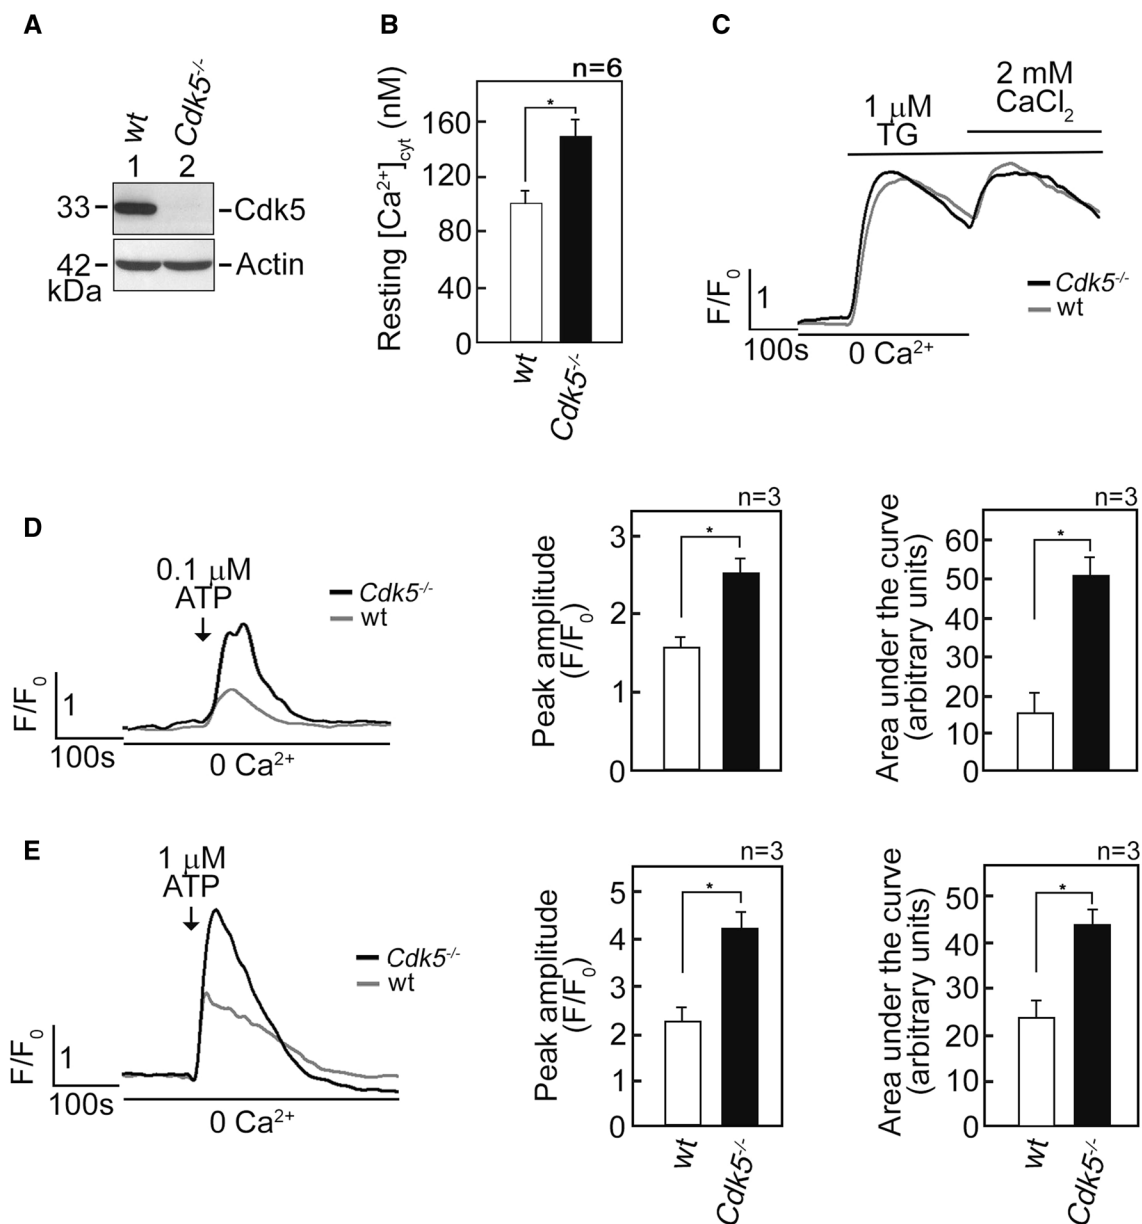 A
wt
Cdk5-/-
1 2
33 Cdk5
42 Actin
kDa
B
n=6
*
Resting [Ca2+]cyt (nM)
160
120
80
40
0
wt
Cdk5-/-
C
1 μM
TG
2 mM
CaCl2
F/F0
1
100s
0 Ca2+
Cdk5-/-
wt
D
0.1 μM
ATP
Cdk5-/-
wt
F/F0
1
100s
0 Ca2+
n=3
*
Peak amplitude
(F/F0)
3
2
1
0
n=3
*
Area under the curve
(arbitrary units)
60
50
40
30
20
10
0
E
1 μM
ATP
Cdk5-/-
wt
F/F0
1
100s
0 Ca2+
n=3
*
Peak amplitude
(F/F0)
5
4
3
2
1
0
wt
Cdk5-/-
n=3
*
Area under the curve
(arbitrary units)
50
40
30
20
10
0
wt
Cdk5-/-